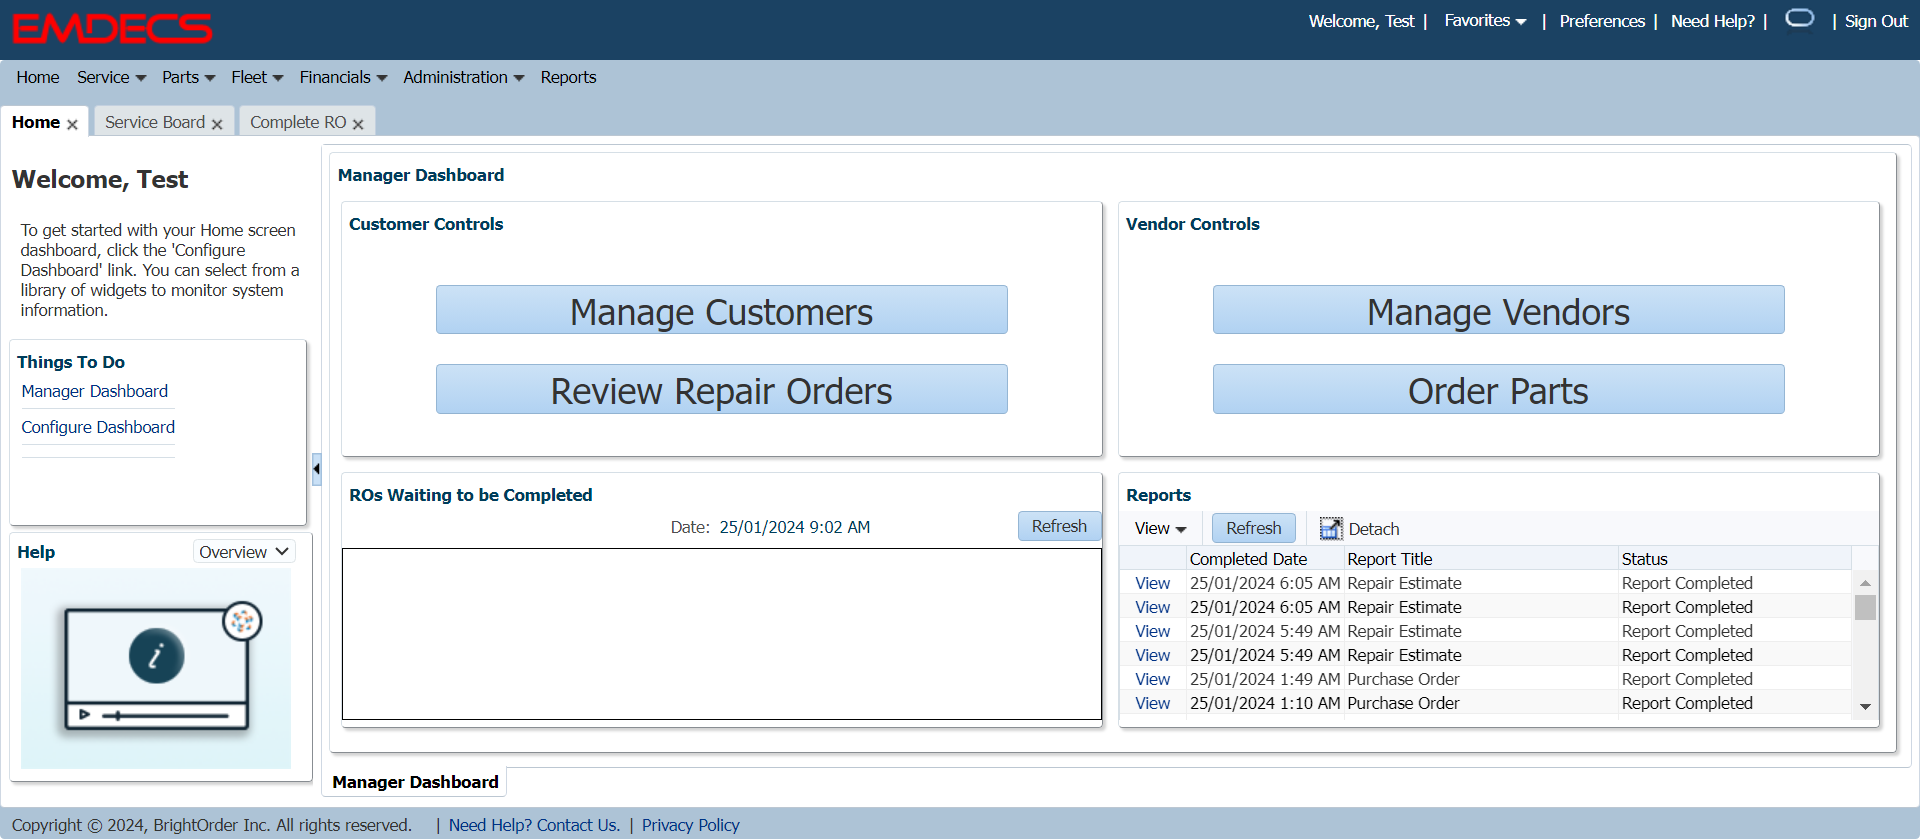 EMDECS
Welcome, Test | Favorites | Preferences | Need Help? | | Sign Out
Home Service Parts Fleet Financials Administration Reports
Home Service Board Complete RO
Welcome, Test
To get started with your Home screen
dashboard, click the 'Configure
Dashboard' link. You can select from a
library of widgets to monitor system
information.
Things To Do
Manager Dashboard
Configure Dashboard
Help Overview
i
Manager Dashboard
Customer Controls
Manage Customers
Review Repair Orders
Vendor Controls
Manage Vendors
Order Parts
ROs Waiting to be Completed
Date: 25/01/2024 9:02 AM Refresh
Reports
View Refresh Detach
Completed Date Report Title Status
View 25/01/2024 6:05 AM Repair Estimate Report Completed
View 25/01/2024 6:05 AM Repair Estimate Report Completed
View 25/01/2024 5:49 AM Repair Estimate Report Completed
View 25/01/2024 5:49 AM Repair Estimate Report Completed
View 25/01/2024 1:49 AM Purchase Order Report Completed
View 25/01/2024 1:10 AM Purchase Order Report Completed
Manager Dashboard
Copyright © 2024, BrightOrder Inc. All rights reserved. | Need Help? Contact Us. | Privacy Policy